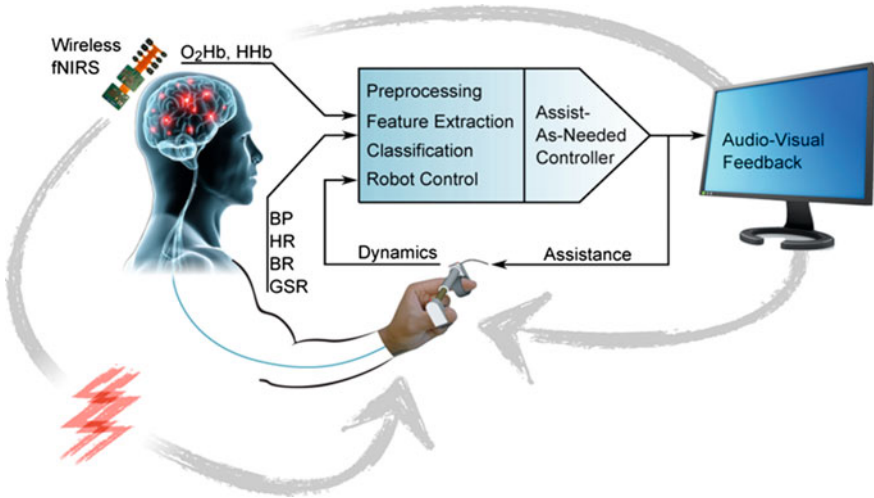 Wireless
fNIRS
O₂Hb, HHb
Preprocessing
Feature Extraction
Classification
Robot Control
Assist-
As-Needed
Controller
Audio-Visual
Feedback
BP
HR
BR
GSR
Dynamics
Assistance